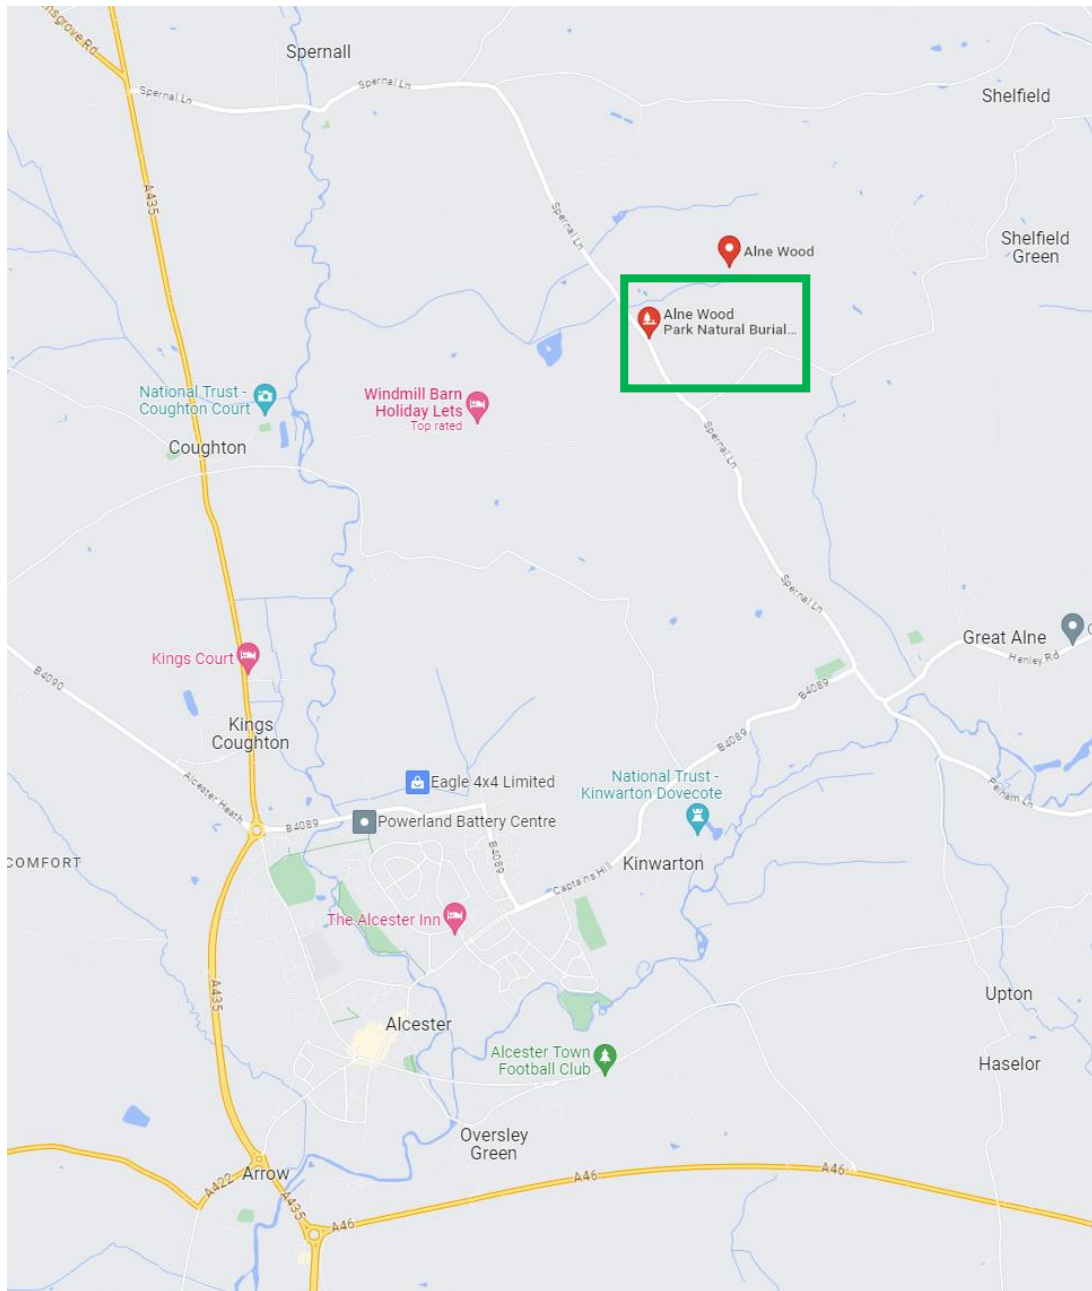 nsgrove Rd
Spernall
Spernal Ln
Spernal Ln
Shelfield
A435
Spernal Ln
Shelfield
Green
Alne Wood
Alne Wood
Park Natural Burial...
National Trust -
Coughton Court
Windmill Barn
Holiday Lets
Top rated
Coughton
Spernal Ln
Spernal Ln
Great Alne
Henley Rd
Kings Court
B4090
B4089
Kings
Coughton
B4089
Alcester Heath
Eagle 4x4 Limited
National Trust -
Kinwarton Dovecote
Pelham Ln
B4089
Powerland Battery Centre
B4089
COMFORT
Kinwarton
Captains Hill
The Alcester Inn
A435
Upton
Alcester
Alcester Town
Football Club
Haselor
Oversley
Green
Arrow
A422
A435
A46
A46
A46